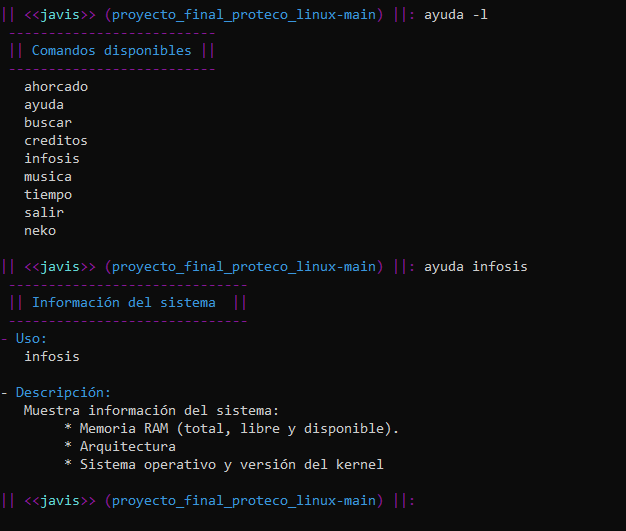 || <<javis>> (proyecto_final_proteco_linux-main) ||: ayuda -l
--------------------------
|| Comandos disponibles ||
--------------------------
ahorcado
ayuda
buscar
creditos
infosis
musica
tiempo
salir
neko
|| <<javis>> (proyecto_final_proteco_linux-main) ||: ayuda infosis
------------------------------
|| Información del sistema  ||
------------------------------
- Uso:
infosis
- Descripción:
Muestra información del sistema:
* Memoria RAM (total, libre y disponible).
* Arquitectura
* Sistema operativo y versión del kernel
|| <<javis>> (proyecto_final_proteco_linux-main) ||: